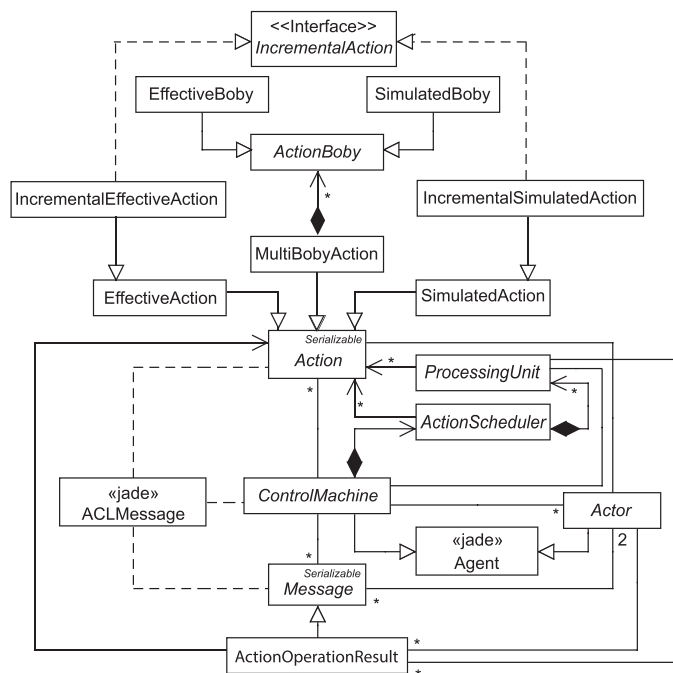 <<Interface>>
IncrementalAction
EffectiveBoby
SimulatedBoby
ActionBoby
*
IncrementalEffectiveAction
IncrementalSimulatedAction
MultiBobyAction
EffectiveAction
SimulatedAction
Serializable
Action
*
ProcessingUnit
*
*
*
ActionScheduler
«jade»
ACLMessage
ControlMachine
*
Actor
2
«jade»
Agent
*
Serializable
Message
*
ActionOperationResult
*
*